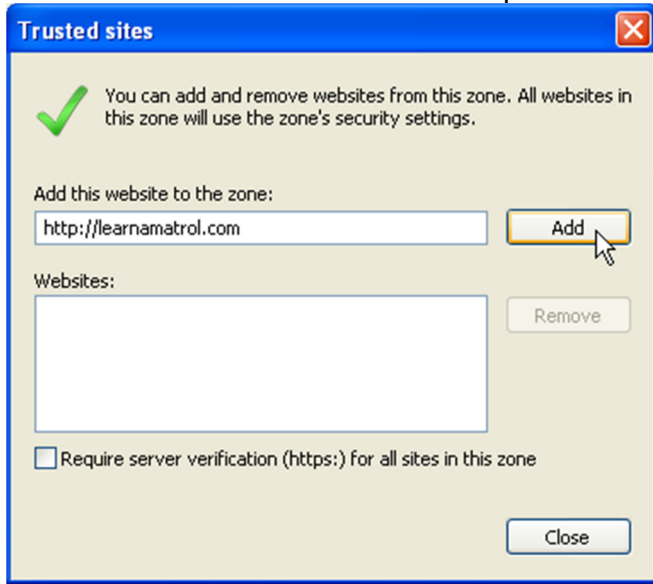 Trusted sites
You can add and remove websites from this zone. All websites in
this zone will use the zone's security settings.
Add this website to the zone:
http://learnamatrol.com
Add
Websites:
Remove
Require server verification (https:) for all sites in this zone
Close